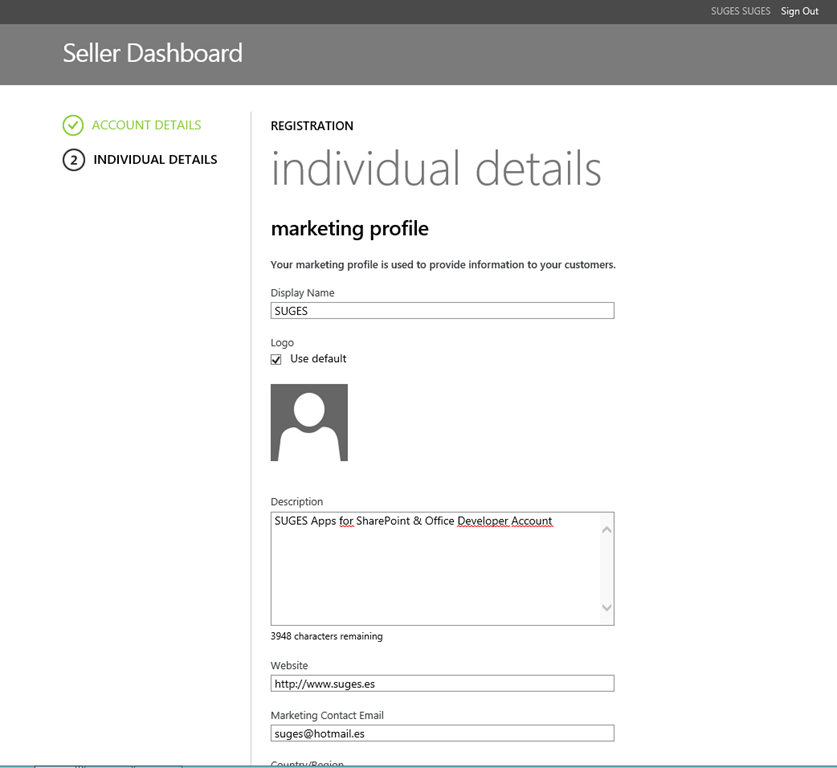 SUGES SUGES Sign Out
Seller Dashboard
ACCOUNT DETAILS
2 INDIVIDUAL DETAILS
REGISTRATION
individual details
marketing profile
Your marketing profile is used to provide information to your customers.
Display Name
SUGES
Logo
Use default
Description
SUGES Apps for SharePoint & Office Developer Account
3948 characters remaining
Website
http://www.suges.es
Marketing Contact Email
suges@hotmail.es
Country/Region